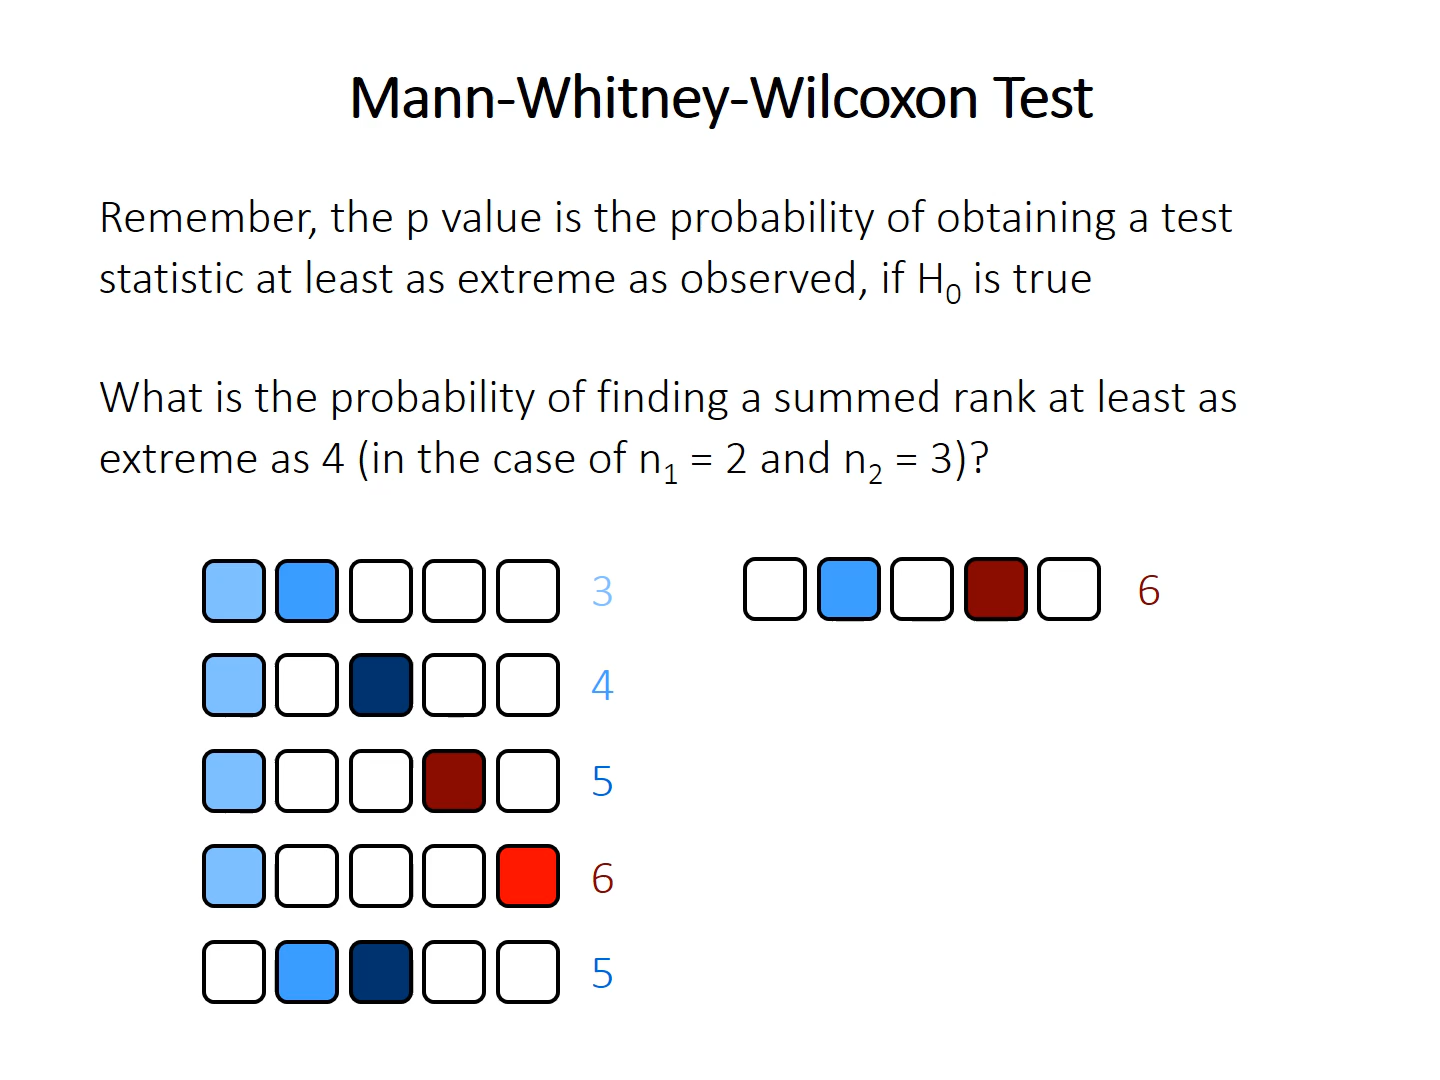 Mann-Whitney-Wilcoxon Test
Remember, the p value is the probability of obtaining a test
statistic at least as extreme as observed, if H₀ is true
What is the probability of finding a summed rank at least as
extreme as 4 (in the case of n₁ = 2 and n₂ = 3)?
3
4
5
6
5
6